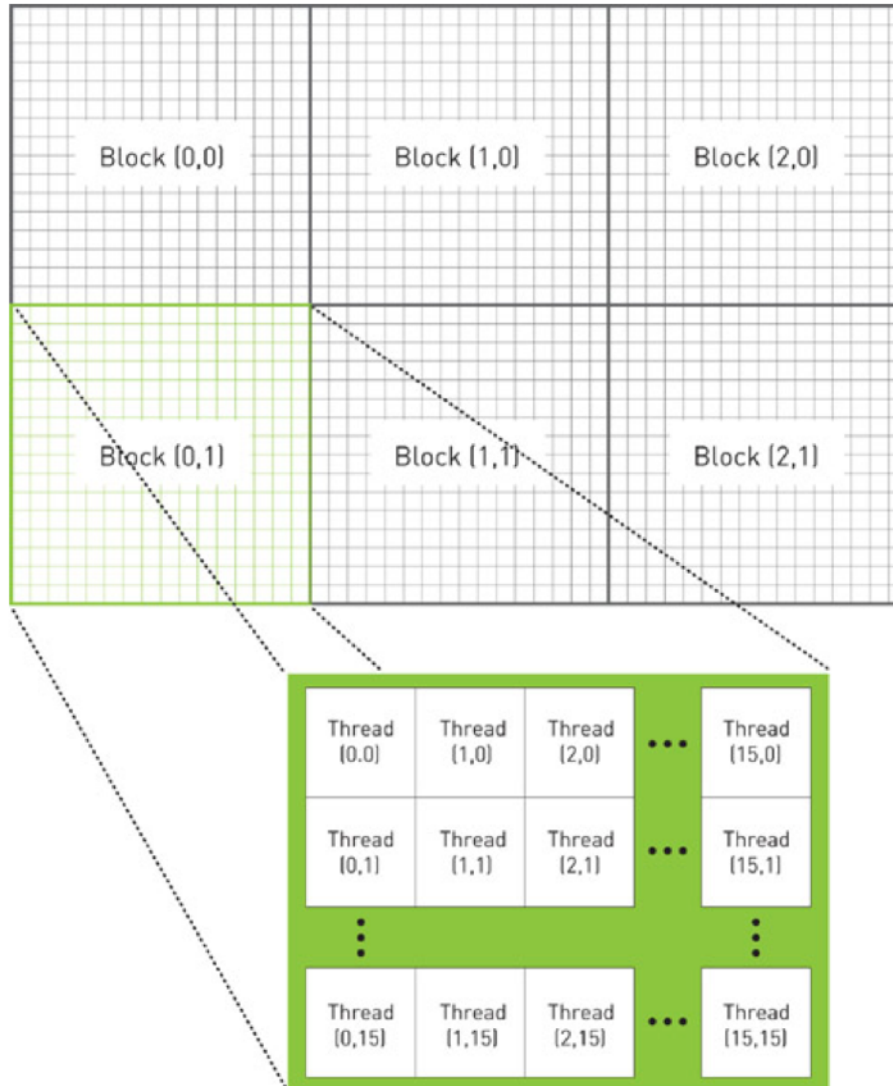 Block (0,0)
Block (1,0)
Block (2,0)
Block (0,1)
Block (1,1)
Block (2,1)
Thread
(0.0)
Thread
(1,0)
Thread
(2,0)
•••
Thread
(15,0)
Thread
(0,1)
Thread
(1,1)
Thread
(2,1)
•••
Thread
(15,1)
Thread
(0,15)
Thread
(1,15)
Thread
(2,15)
•••
Thread
(15,15)